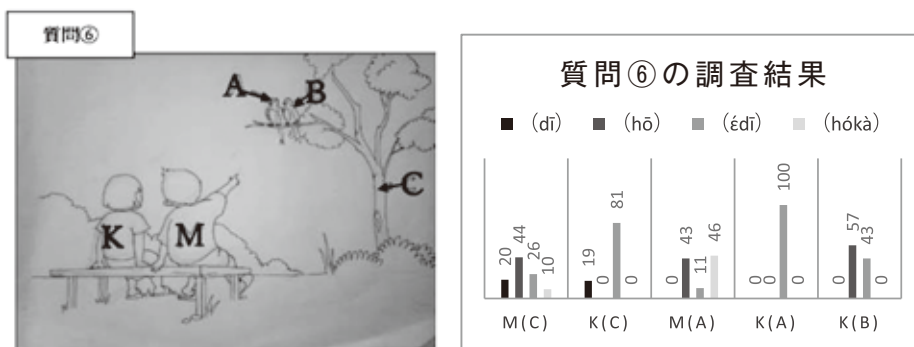 質問⑥
A
B
C
K
M
質問⑥の調査結果
(dī) (hō) (έdī) (hókà)
20 44 26 10
19 0 81 0
0 43 11 46
0 0 100 0
0 57 43 0
M(C) K(C) M(A) K(A) K(B)